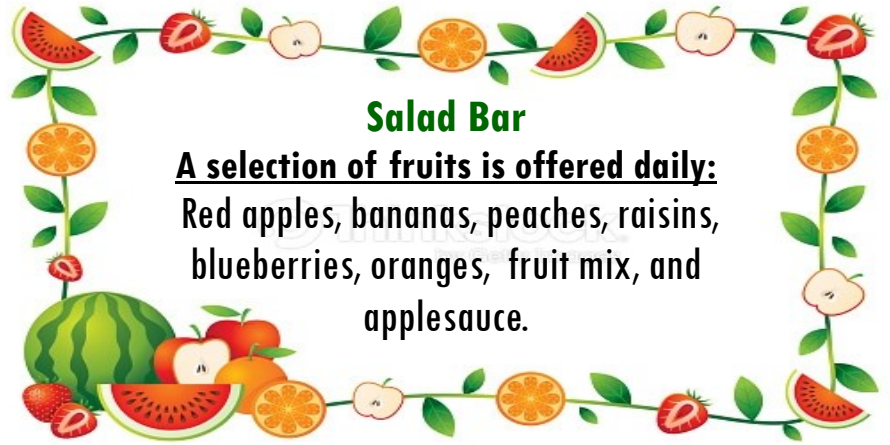 Salad Bar
A selection of fruits is offered daily:
Red apples, bananas, peaches, raisins,
blueberries, oranges, fruit mix, and
applesauce.